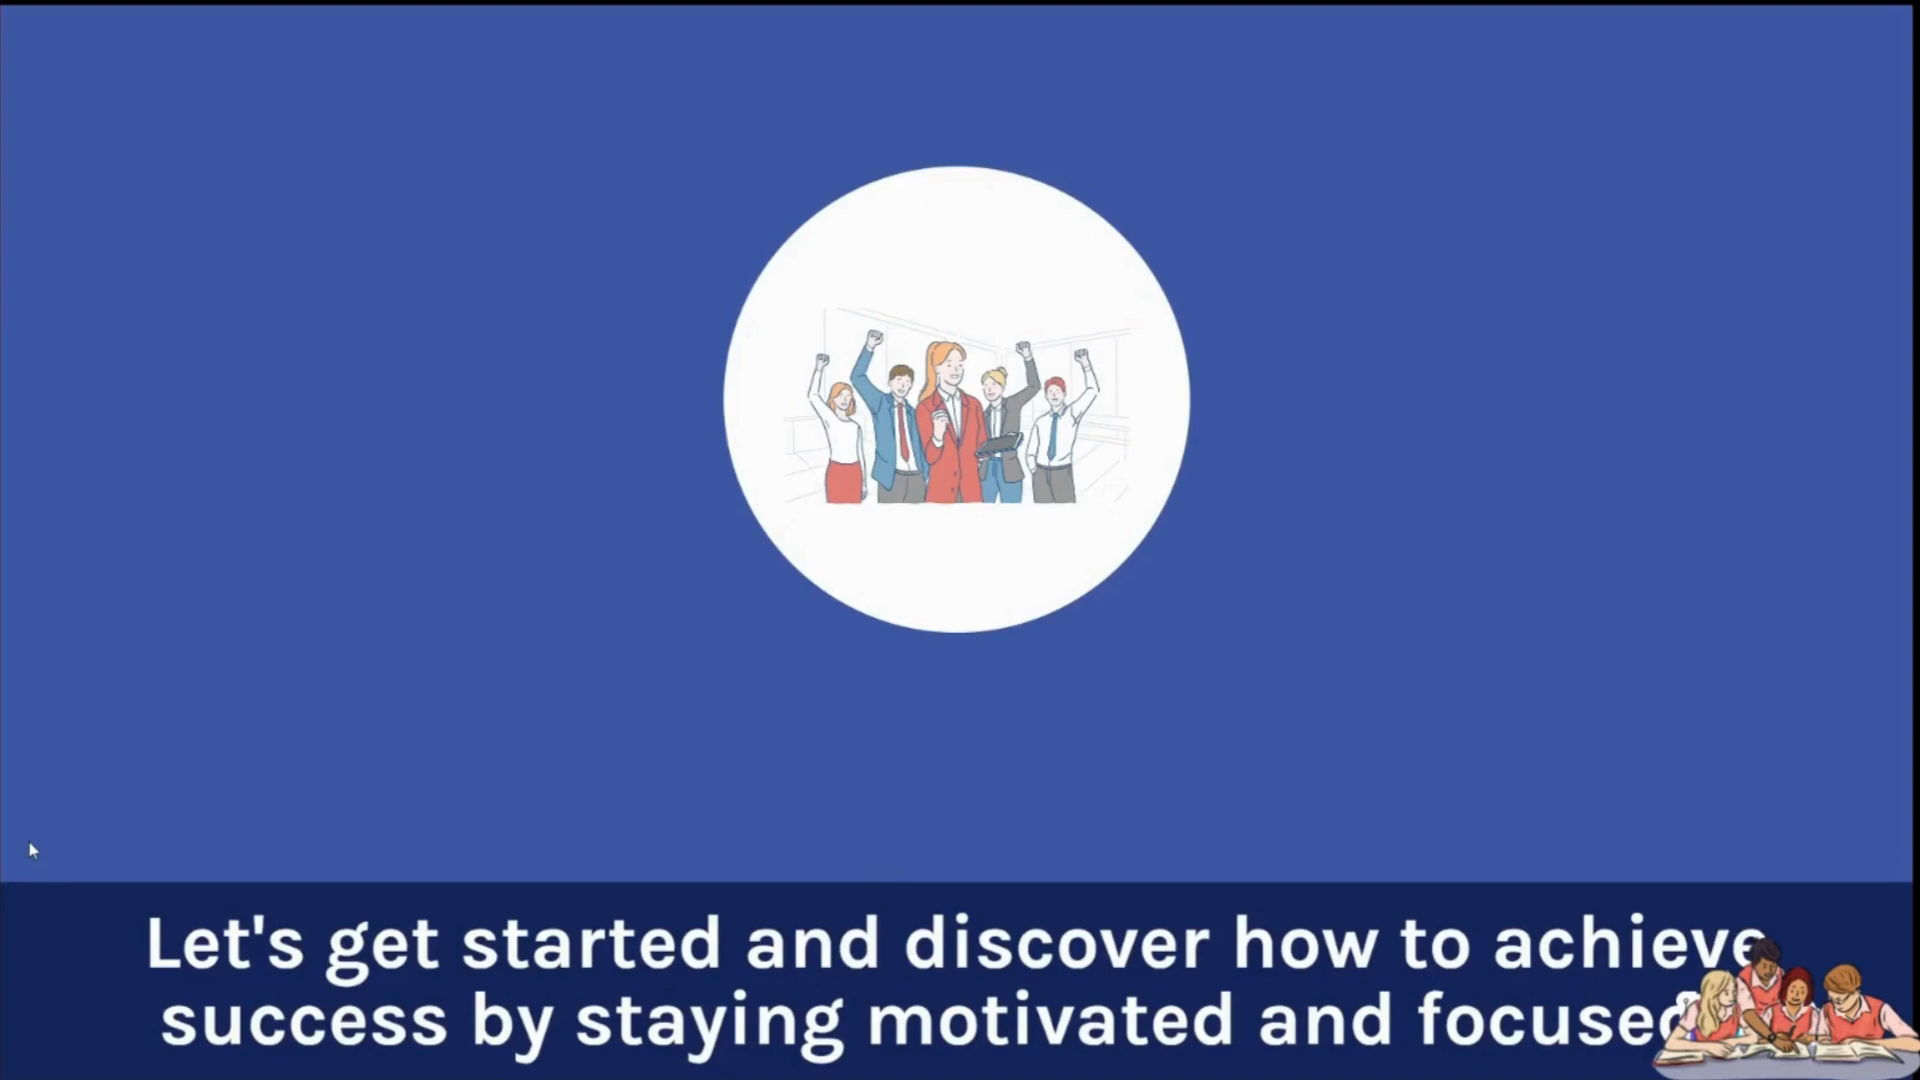 Let's get started and discover how to achieve
success by staying motivated and focused